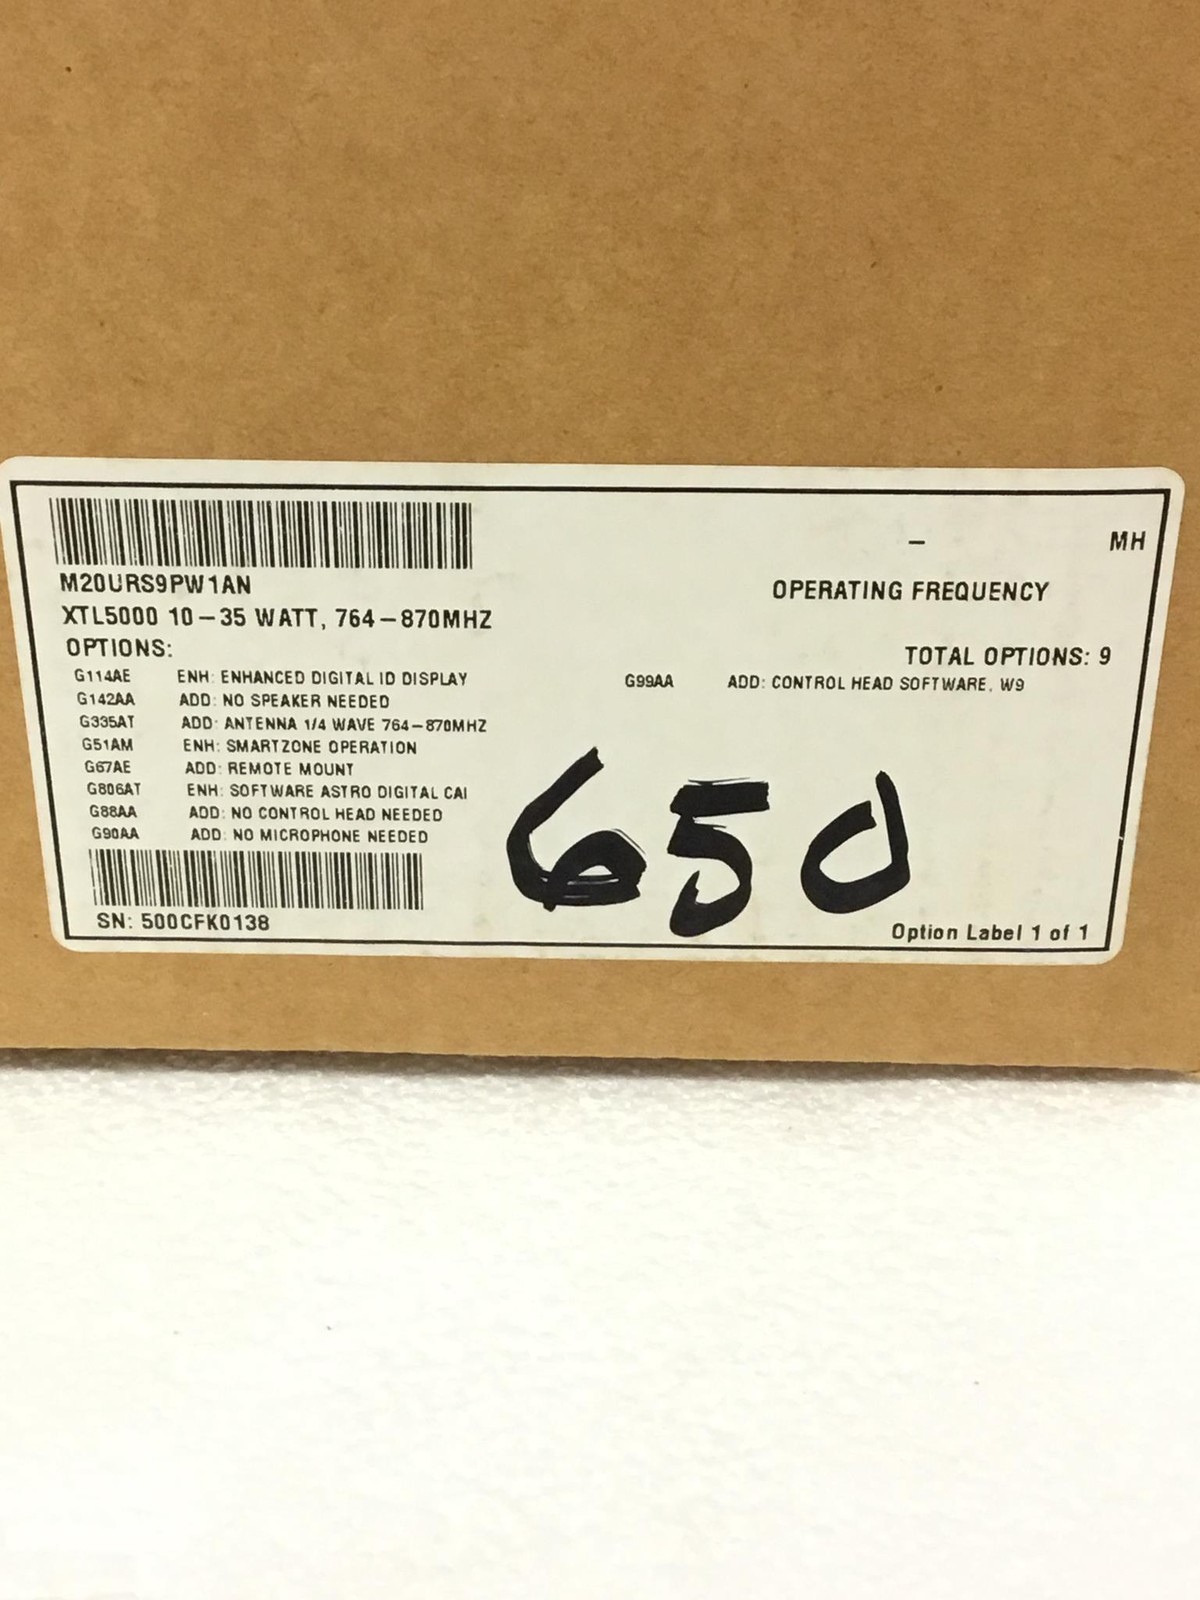 – MH
M20URS9PW1AN
OPERATING FREQUENCY
XTL5000 10–35 WATT, 764–870MHZ
OPTIONS:
TOTAL OPTIONS: 9
G114AE ENH: ENHANCED DIGITAL ID DISPLAY
G99AA ADD: CONTROL HEAD SOFTWARE, W9
G142AA ADD: NO SPEAKER NEEDED
G335AT ADD: ANTENNA 1/4 WAVE 764–870MHZ
G51AM ENH: SMARTZONE OPERATION
G67AE ADD: REMOTE MOUNT
G806AT ENH: SOFTWARE ASTRO DIGITAL CAI
G88AA ADD: NO CONTROL HEAD NEEDED
G90AA ADD: NO MICROPHONE NEEDED
650
SN: 500CFK0138
Option Label 1 of 1